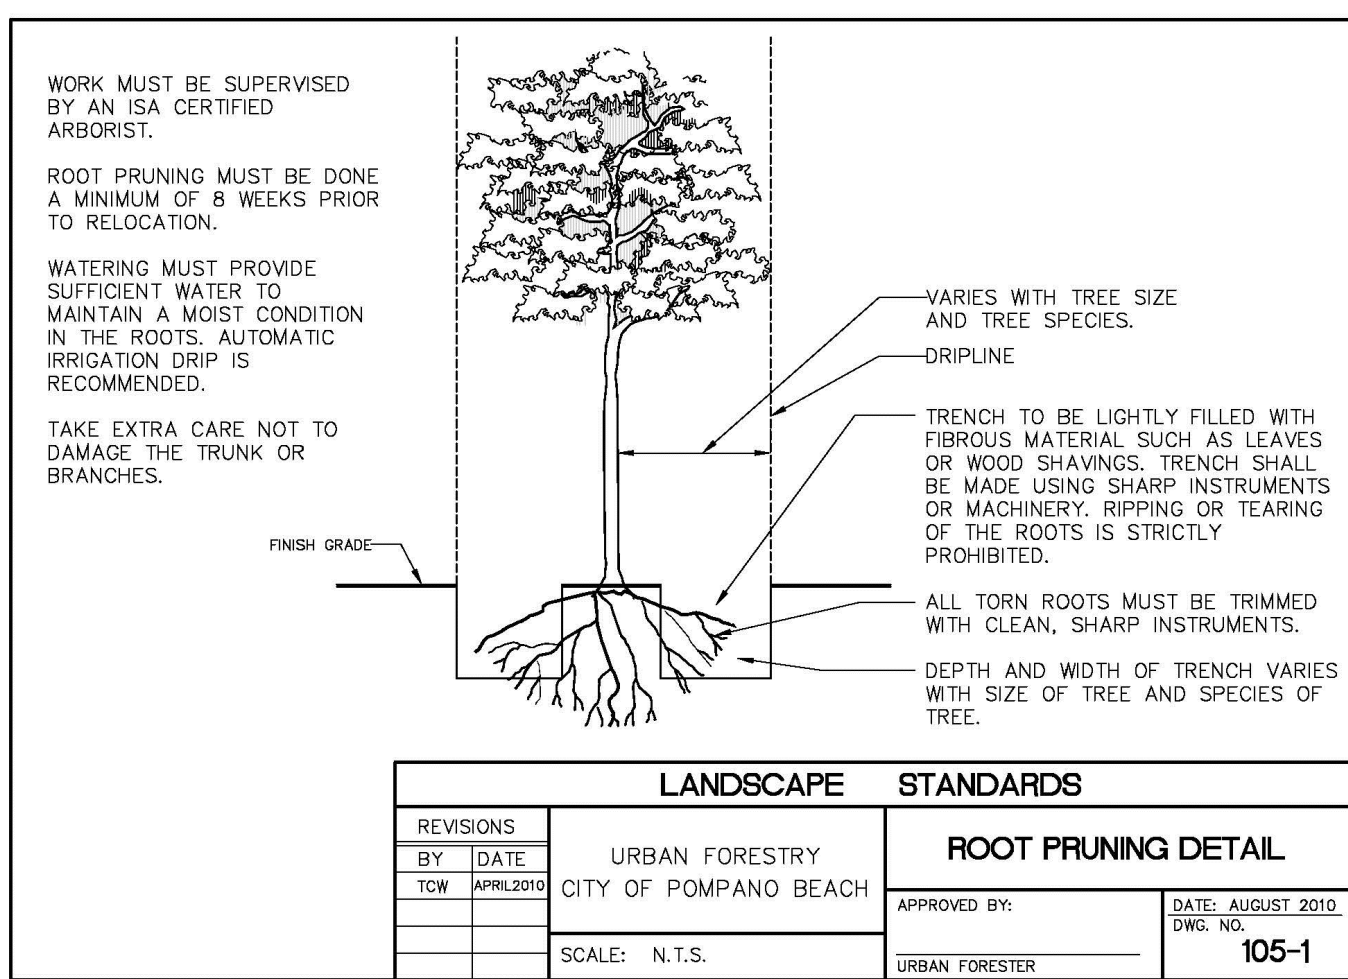 WORK MUST BE SUPERVISED
BY AN ISA CERTIFIED
ARBORIST.
ROOT PRUNING MUST BE DONE
A MINIMUM OF 8 WEEKS PRIOR
TO RELOCATION.
WATERING MUST PROVIDE
SUFFICIENT WATER TO
MAINTAIN A MOIST CONDITION
IN THE ROOTS. AUTOMATIC
IRRIGATION DRIP IS
RECOMMENDED.
TAKE EXTRA CARE NOT TO
DAMAGE THE TRUNK OR
BRANCHES.
FINISH GRADE
VARIES WITH TREE SIZE
AND TREE SPECIES.
DRIPLINE
TRENCH TO BE LIGHTLY FILLED WITH
FIBROUS MATERIAL SUCH AS LEAVES
OR WOOD SHAVINGS. TRENCH SHALL
BE MADE USING SHARP INSTRUMENTS
OR MACHINERY. RIPPING OR TEARING
OF THE ROOTS IS STRICTLY
PROHIBITED.
ALL TORN ROOTS MUST BE TRIMMED
WITH CLEAN, SHARP INSTRUMENTS.
DEPTH AND WIDTH OF TRENCH VARIES
WITH SIZE OF TREE AND SPECIES OF
TREE.
LANDSCAPE STANDARDS
REVISIONS
BY DATE
TCW APRIL2010
URBAN FORESTRY
CITY OF POMPANO BEACH
SCALE: N.T.S.
ROOT PRUNING DETAIL
APPROVED BY:
URBAN FORESTER
DATE: AUGUST 2010
DWG. NO.
105-1